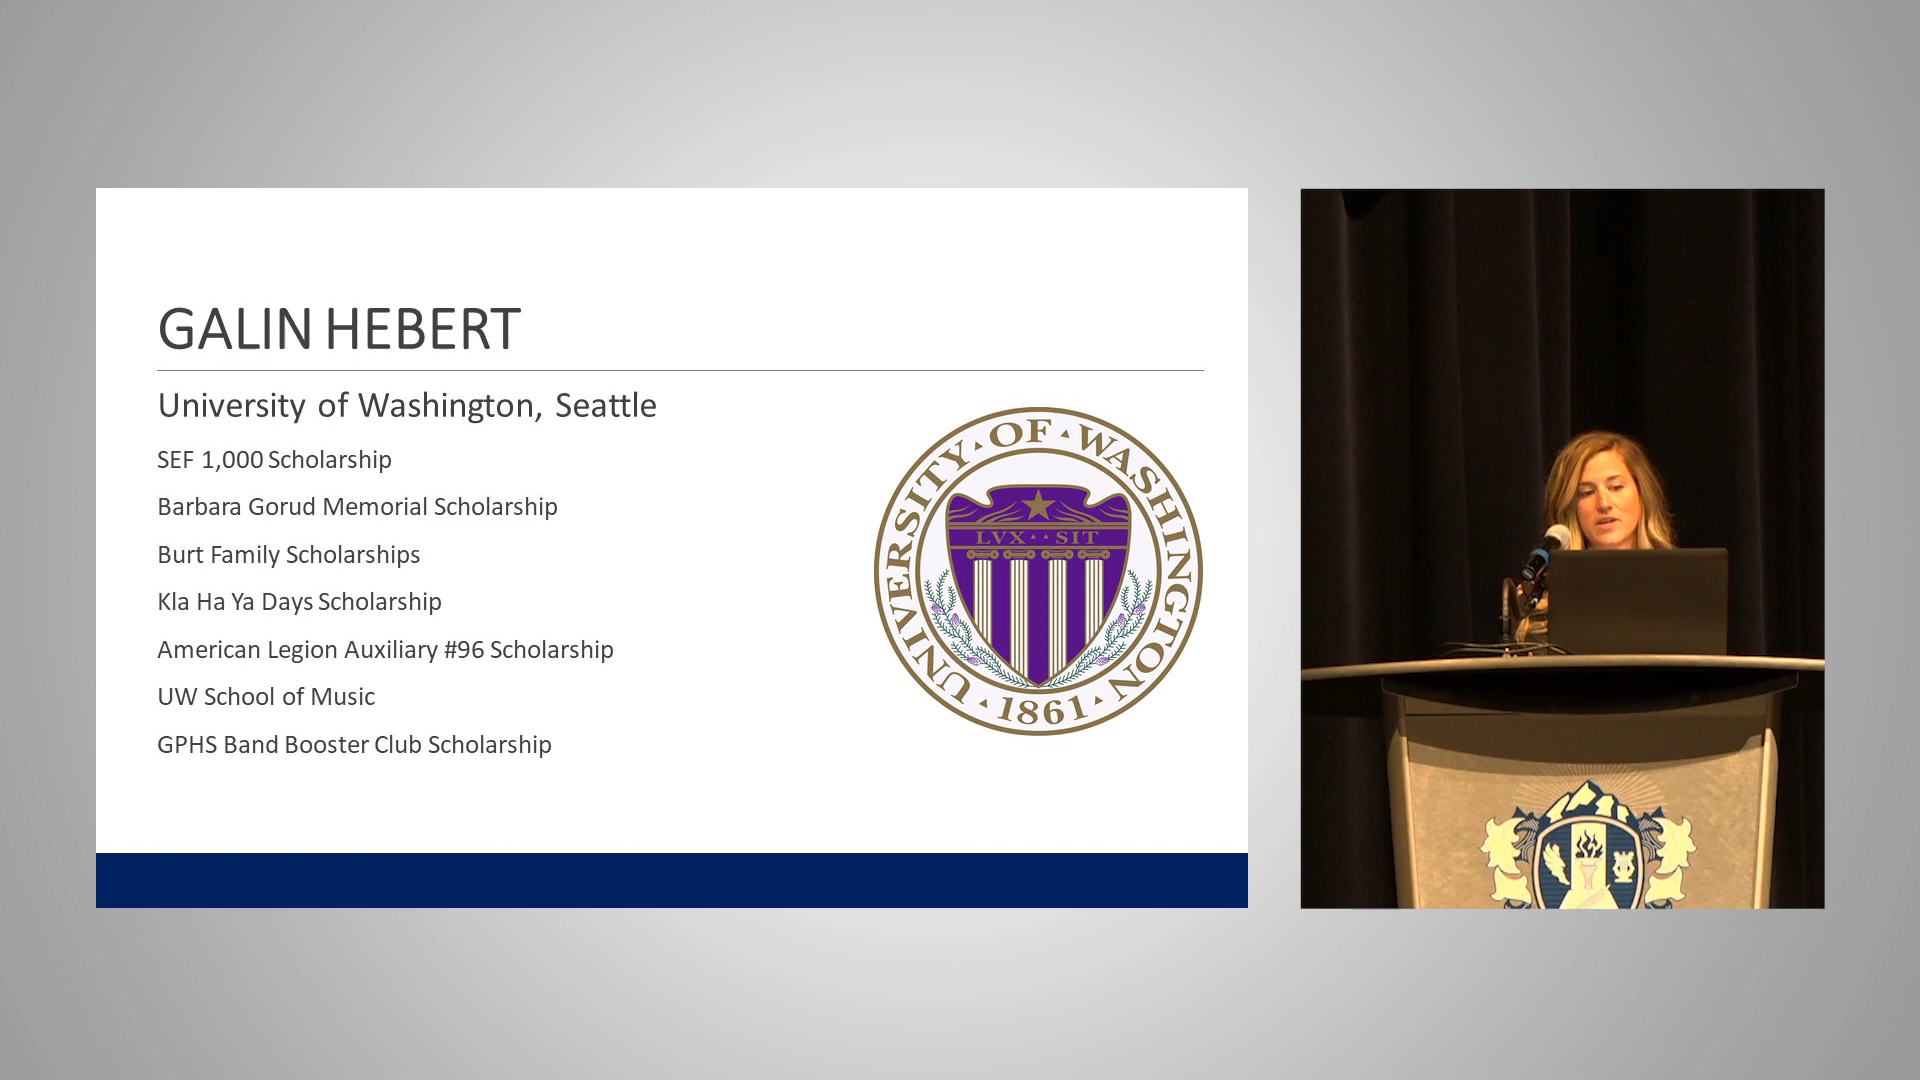 GALIN HEBERT
University of Washington, Seattle
SEF 1,000 Scholarship
Barbara Gorud Memorial Scholarship
Burt Family Scholarships
Kla Ha Ya Days Scholarship
American Legion Auxiliary #96 Scholarship
UW School of Music
GPHS Band Booster Club Scholarship
UNIVERSITY · OF · WASHINGTON
LVX SIT
· 1861 ·